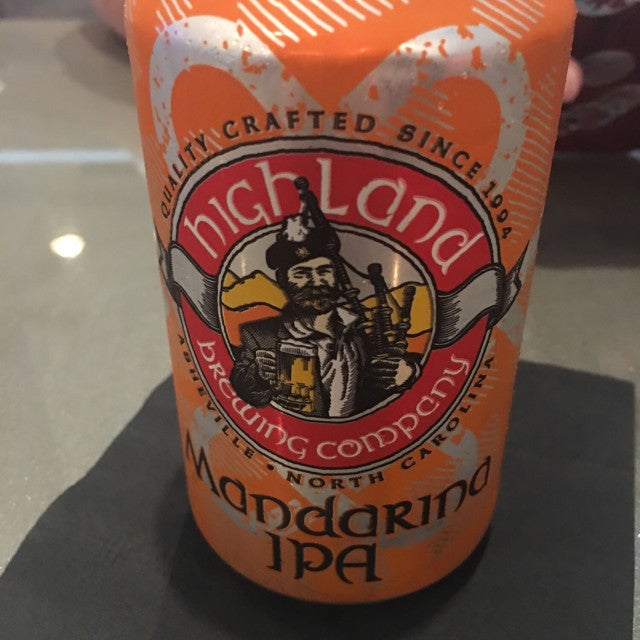 QUALITY CRAFTED SINCE 1994
highland
brewing company
ASHEVILLE • NORTH CAROLINA
Mandarina
IPA